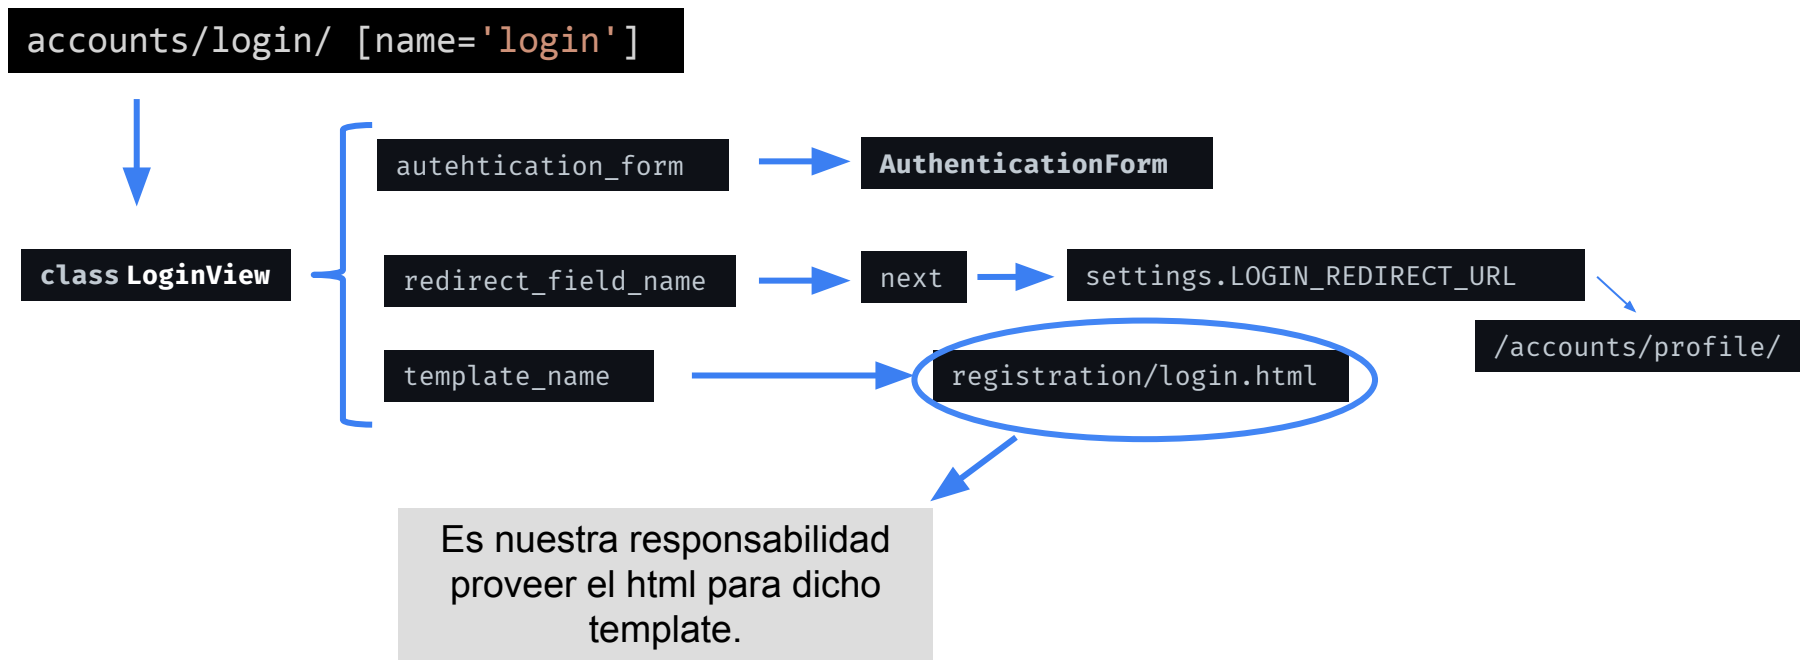 accounts/login/ [name='login']
autehtication_form
AuthenticationForm
class LoginView
redirect_field_name
next
settings.LOGIN_REDIRECT_URL
/accounts/profile/
template_name
registration/login.html
Es nuestra responsabilidad
proveer el html para dicho
template.